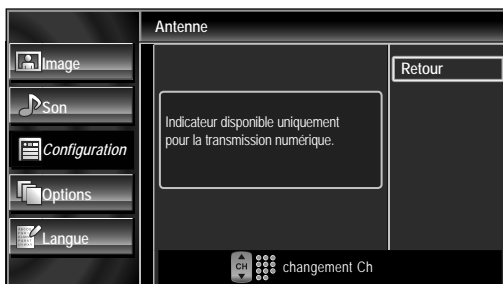 Antenne
Image
Son
Configuration
Options
Langue
Indicateur disponible uniquement
pour la transmission numérique.
Retour
CH
changement Ch